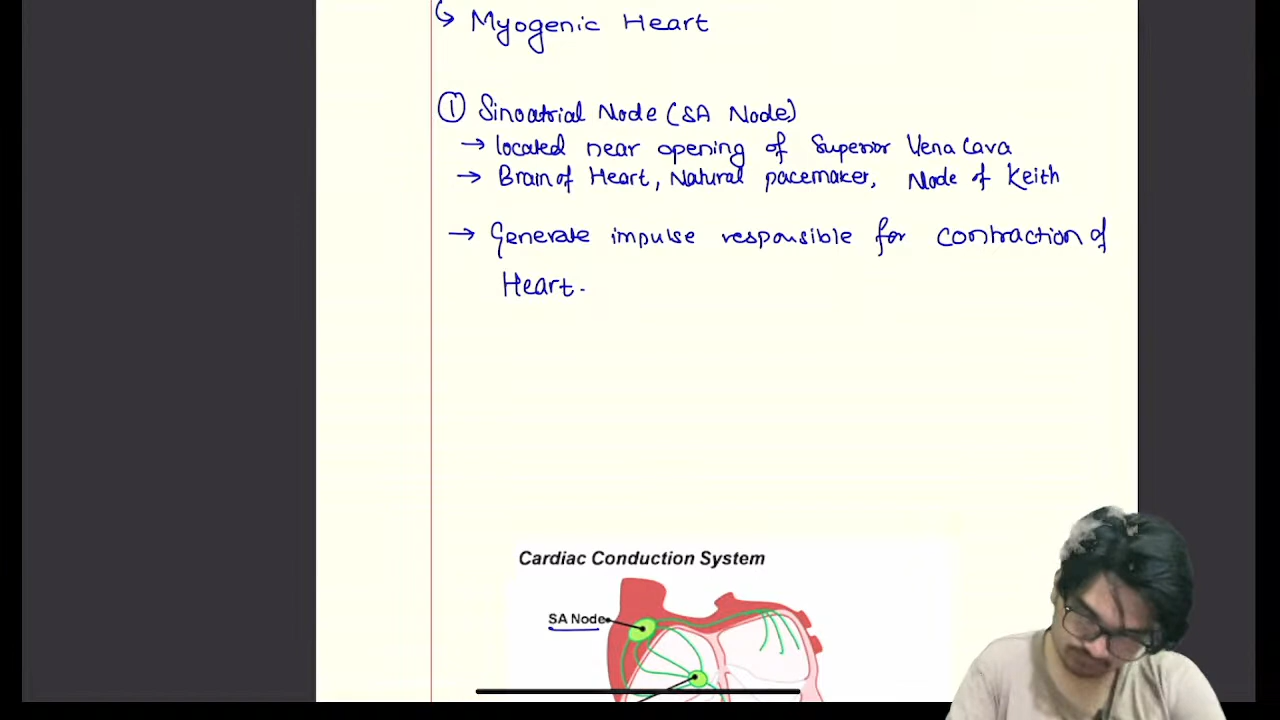 ↳ Myogenic Heart
① Sinoatrial Node (SA Node)
→ located near opening of Superior Vena Cava
→ Brain of Heart, Natural pacemaker, Node of Keith
→ Generate impulse responsible for contraction of
Heart.
Cardiac Conduction System
SA Node